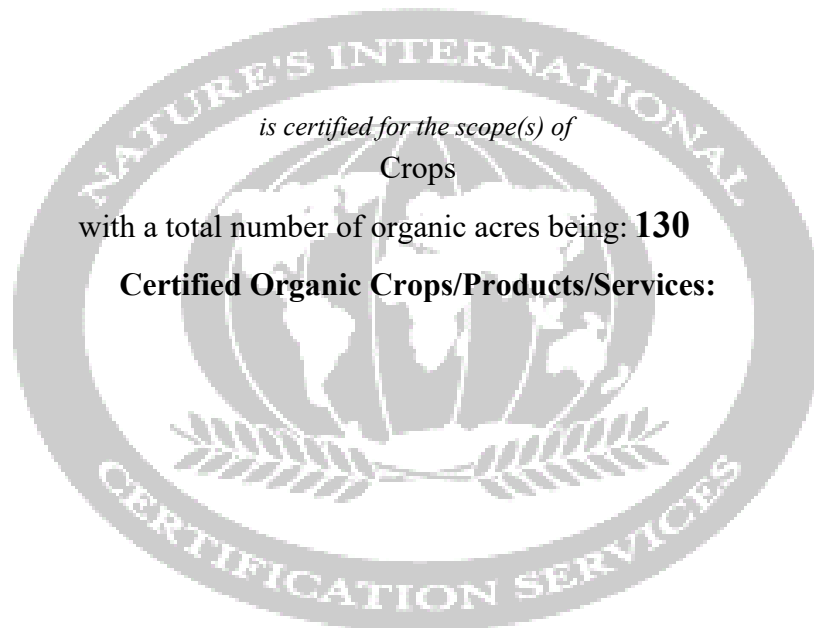 NATURE'S INTERNATIONAL
is certified for the scope(s) of
Crops
with a total number of organic acres being: 130
Certified Organic Crops/Products/Services:
CERTIFICATION SERVICES